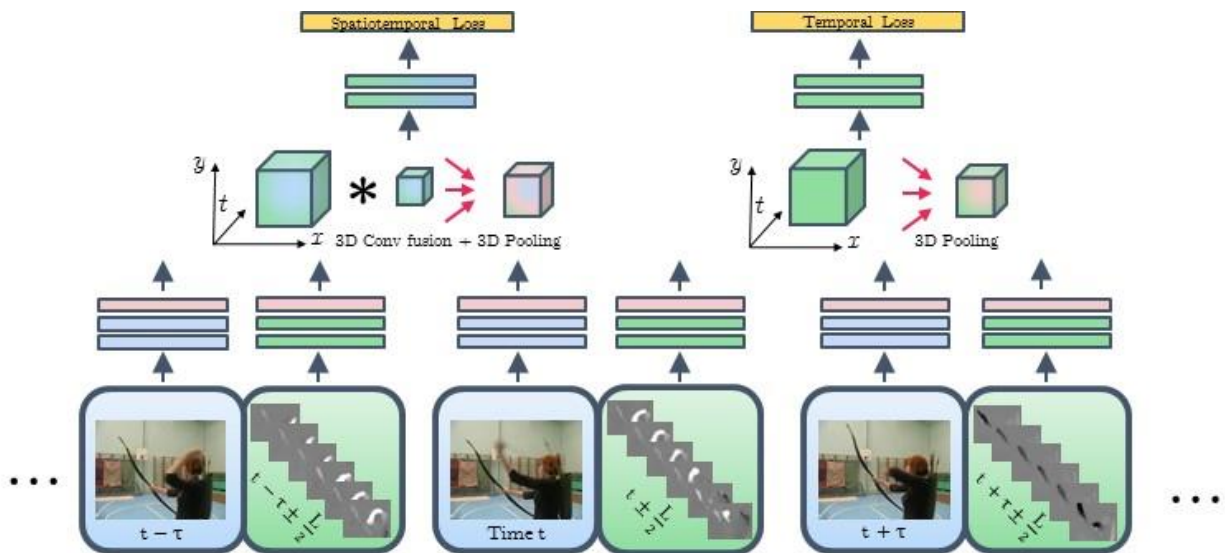 Spatiotemporal Loss
Temporal Loss
y
t
x
*
3D Conv fusion + 3D Pooling
y
t
x
3D Pooling
...
t − τ
t − τ ± L/2
Time t
t ± L/2
t + τ
t + τ ± L/2
...